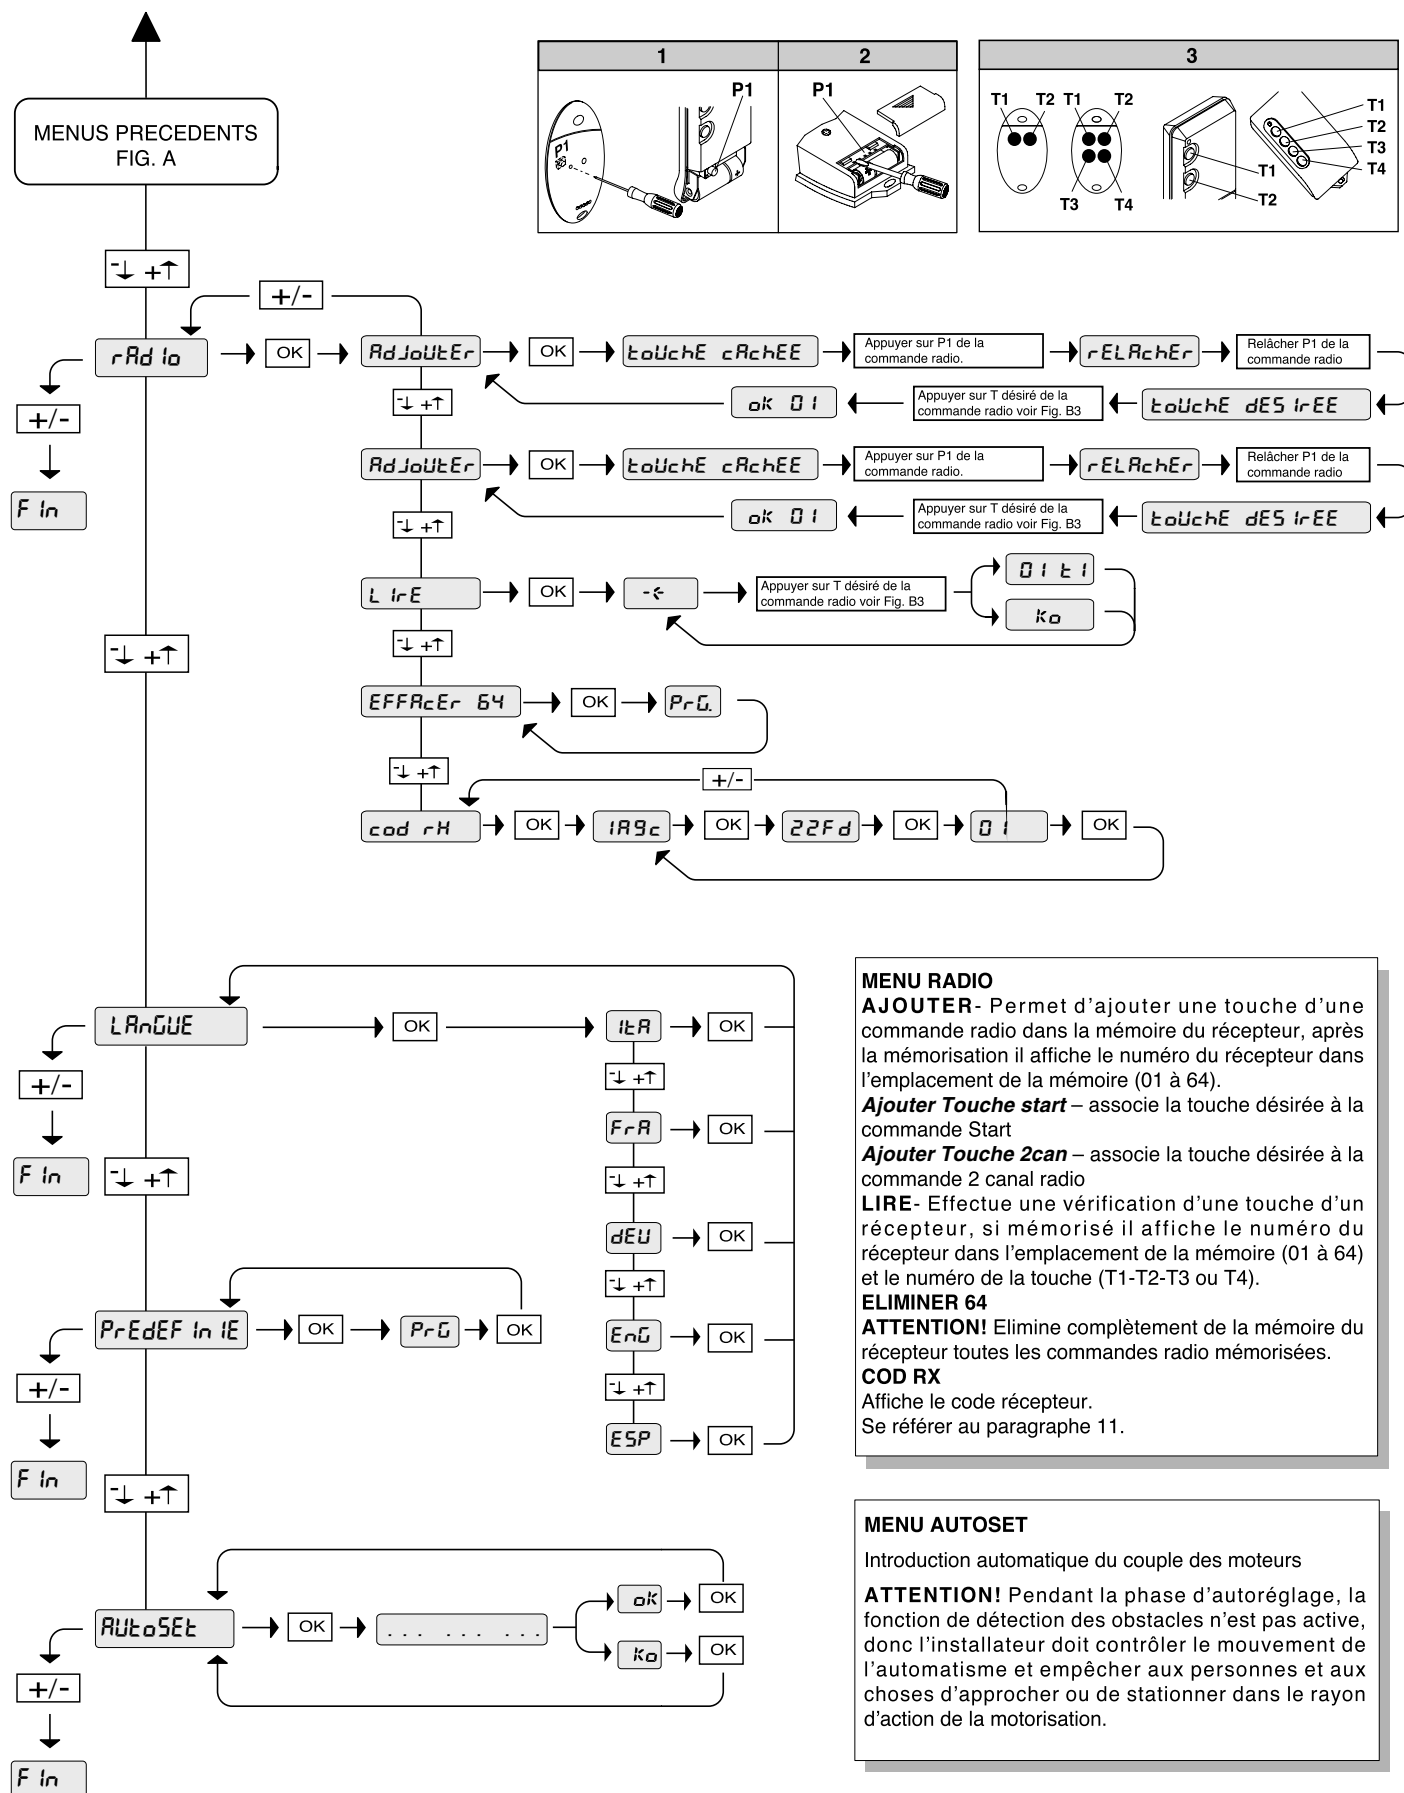 MENUS PRECEDENTS
FIG. A
1
2
3
P1
P1
P1
T1
T2
T1
T2
T3
T4
T1
T2
T1
T2
T3
T4
-↓ +↑
+/-
rAd Io
OK
AdJoUtEr
OK
toUchE cAchEE
Appuyer sur P1 de la
commande radio.
rELAchEr
Relâcher P1 de la
commande radio
+/-
FIn
-↓ +↑
oK 01
Appuyer sur T désiré de la
commande radio voir Fig. B3
toUchE dESIrEE
AdJoUtEr
OK
toUchE cAchEE
Appuyer sur P1 de la
commande radio.
rELAchEr
Relâcher P1 de la
commande radio
-↓ +↑
oK 01
Appuyer sur T désiré de la
commande radio voir Fig. B3
toUchE dESIrEE
LIrE
OK
Appuyer sur T désiré de la
commande radio voir Fig. B3
01 t1
Ko
-↓ +↑
-↓ +↑
EFFAcEr 64
OK
PrG.
-↓ +↑
+/-
cod rH
OK
1A9c
OK
22Fd
OK
01
OK
LAnGUE
OK
ItA
OK
+/-
FIn
-↓ +↑
-↓ +↑
FrA
OK
-↓ +↑
dEU
OK
-↓ +↑
EnG
OK
-↓ +↑
ESP
OK
PrEdEFInIE
OK
PrG
OK
+/-
FIn
-↓ +↑
AUtoSEt
OK
... ... ...
oK
OK
Ko
OK
+/-
FIn
MENU RADIO
AJOUTER- Permet d'ajouter une touche d'une
commande radio dans la mémoire du récepteur, après
la mémorisation il affiche le numéro du récepteur dans
l'emplacement de la mémoire (01 à 64).
Ajouter Touche start – associe la touche désirée à la
commande Start
Ajouter Touche 2can – associe la touche désirée à la
commande 2 canal radio
LIRE- Effectue une vérification d'une touche d'un
récepteur, si mémorisé il affiche le numéro du
récepteur dans l'emplacement de la mémoire (01 à 64)
et le numéro de la touche (T1-T2-T3 ou T4).
ELIMINER 64
ATTENTION! Elimine complètement de la mémoire du
récepteur toutes les commandes radio mémorisées.
COD RX
Affiche le code récepteur.
Se référer au paragraphe 11.
MENU AUTOSET
Introduction automatique du couple des moteurs
ATTENTION! Pendant la phase d'autoréglage, la
fonction de détection des obstacles n'est pas active,
donc l'installateur doit contrôler le mouvement de
l'automatisme et empêcher aux personnes et aux
choses d'approcher ou de stationner dans le rayon
d'action de la motorisation.